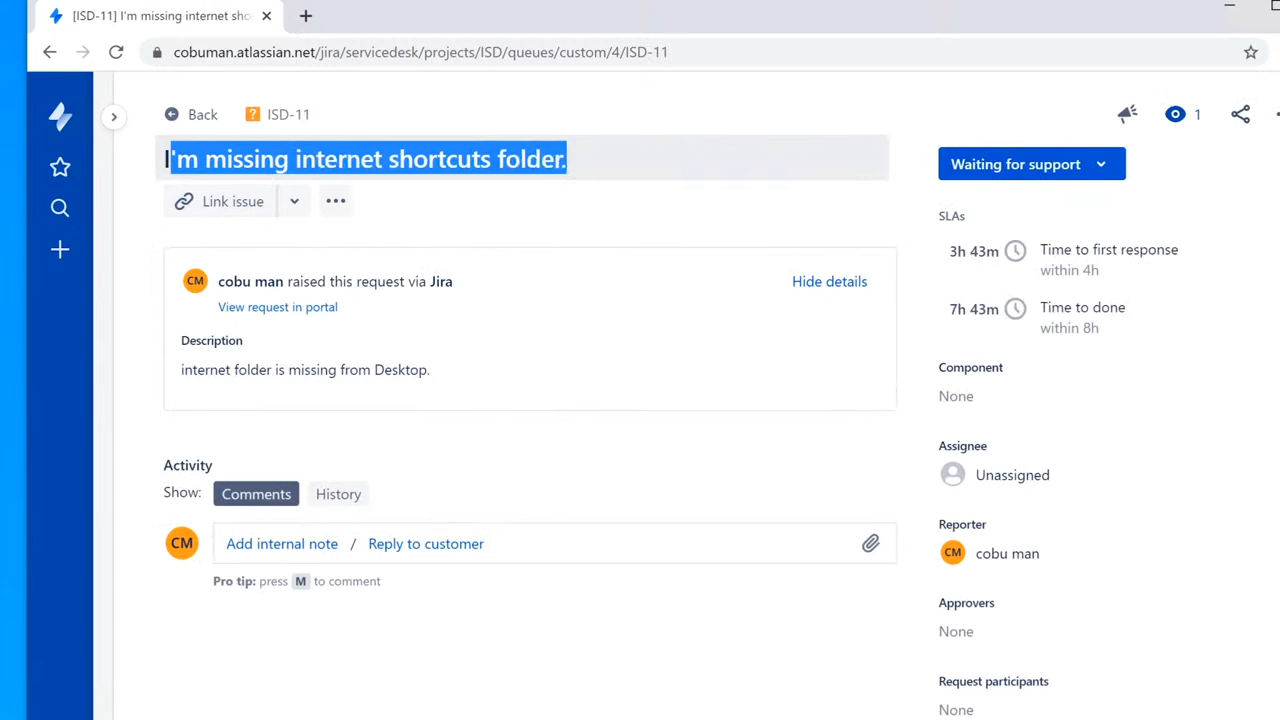 [ISD-11] I'm missing internet sho
cobuman.atlassian.net/jira/servicedesk/projects/ISD/queues/custom/4/ISD-11
Back
ISD-11
1
I'm missing internet shortcuts folder.
Link issue
Waiting for support
SLAs
3h 43m
Time to first response
within 4h
7h 43m
Time to done
within 8h
CM
cobu man raised this request via Jira
Hide details
View request in portal
Description
internet folder is missing from Desktop.
Component
None
Assignee
Unassigned
Reporter
CM
cobu man
Approvers
None
Request participants
None
Activity
Show:
Comments
History
CM
Add internal note / Reply to customer
Pro tip: press M to comment